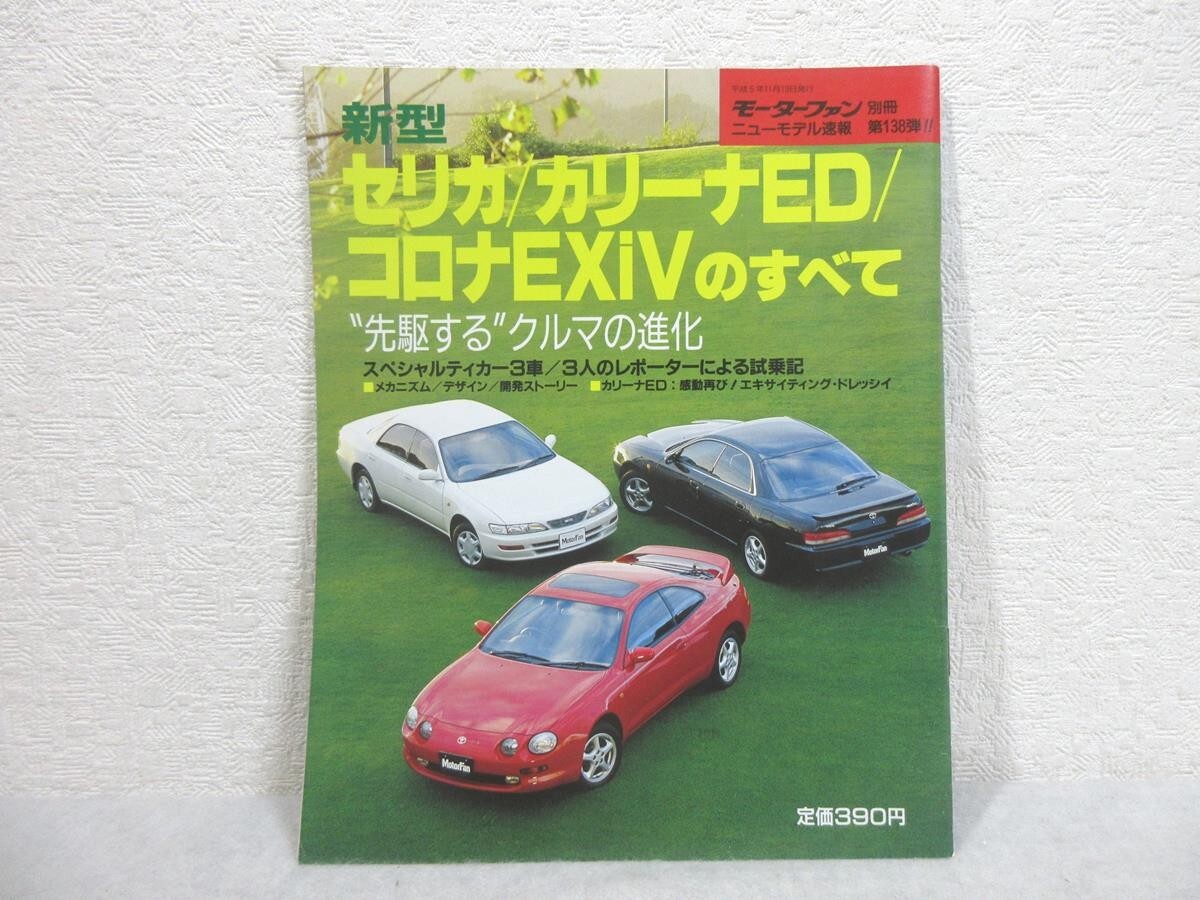 平成5年11月13日発行
モーターファン 別冊
ニューモデル速報 第138弾!!
新型
セリカ/カリーナED/
コロナEXiVのすべて
“先駆する”クルマの進化
スペシャルティカー3車/3人のレポーターによる試乗記
■メカニズム/デザイン/開発ストーリー ■カリーナED:感動再び!エキサイティング・ドレッシイ
MotorFan
MotorFan
MotorFan
定価390円